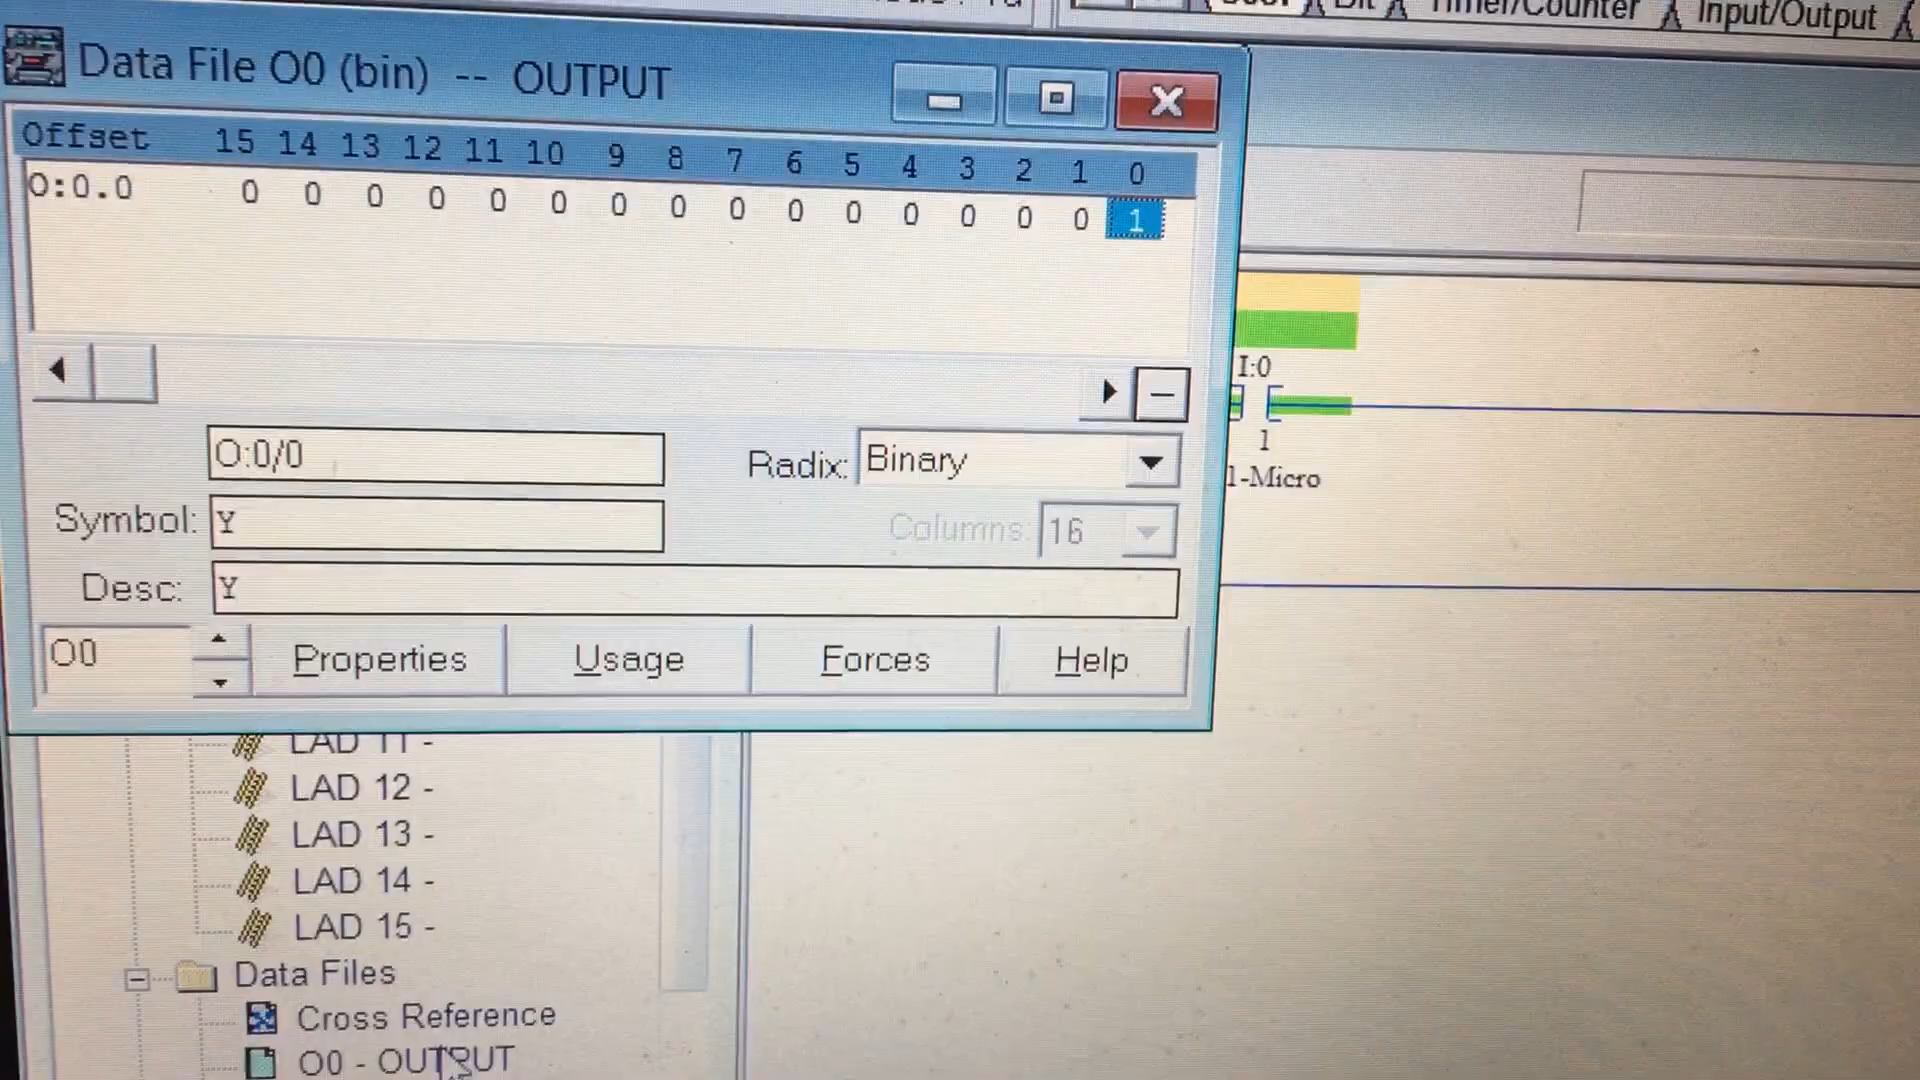 Timer/Counter
Input/Output
Data File O0 (bin) -- OUTPUT
Offset 15 14 13 12 11 10 9 8 7 6 5 4 3 2 1 0
O:0.0 0 0 0 0 0 0 0 0 0 0 0 0 0 0 0 1
I:0
1
1-Micro
O:0/0
Radix: Binary
Symbol: Y
Columns: 16
Desc: Y
O0
Properties
Usage
Forces
Help
LAD 11 -
LAD 12 -
LAD 13 -
LAD 14 -
LAD 15 -
Data Files
Cross Reference
O0 - OUTPUT